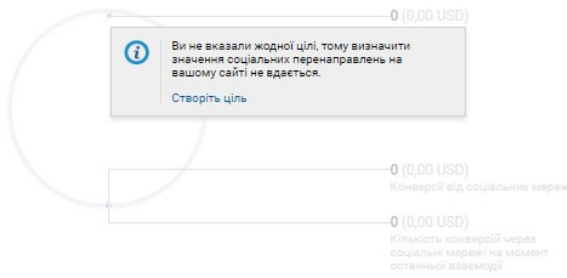 0 (0,00 USD)
Ви не вказали жодної цілі, тому визначити
значення соціальних перенаправлень на
вашому сайті не вдається.
Створіть ціль
0 (0,00 USD)
Конверсії від соціальних мереж
0 (0,00 USD)
Кількість конверсій через
соціальні мережі на момент
останньої взаємодії